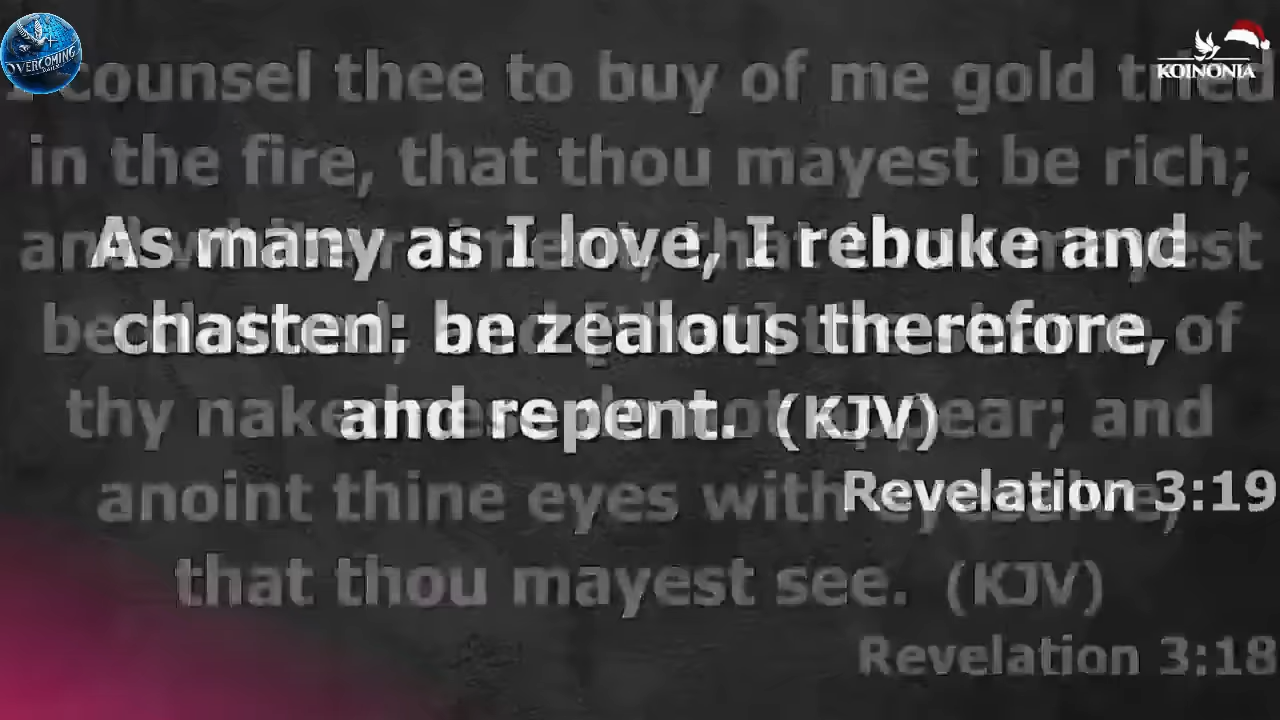 OVERCOMING
KOINONIA
I counsel thee to buy of me gold tried
in the fire, that thou mayest be rich;
As many as I love, I rebuke and
chasten: be zealous therefore,
and repent. (KJV)
Revelation 3:19
thy nakedness do not appear; and
anoint thine eyes with eyesalve,
that thou mayest see. (KJV)
Revelation 3:18